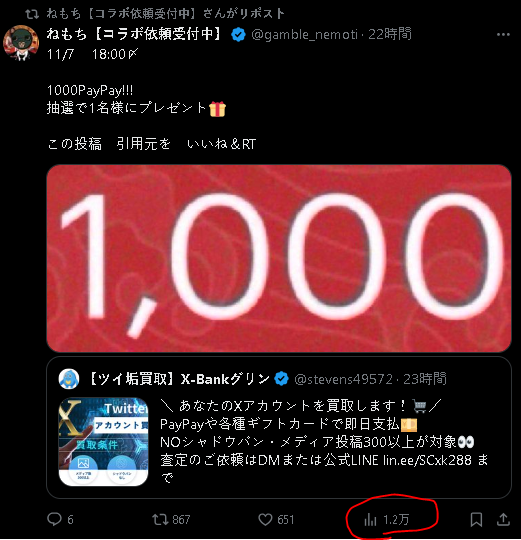 ねもち【コラボ依頼受付中】さんがリポスト
ねもち【コラボ依頼受付中】 @gamble_nemoti · 22時間
11/7　18:00〆
1000PayPay!!!
抽選で1名様にプレゼント🎁
この投稿　引用元を　いいね＆RT
1,000
【ツイ垢買取】X-Bankグリン @stevens49572 · 23時間
＼ あなたのXアカウントを買取します！🛒／
PayPayや各種ギフトカードで即日支払💴
NOシャドウバン・メディア投稿300以上が対象👀
査定のご依頼はDMまたは公式LINE lin.ee/SCxk288 ま
で
X Twitter
アカウント買
買取条件
6 867 651 1.2万